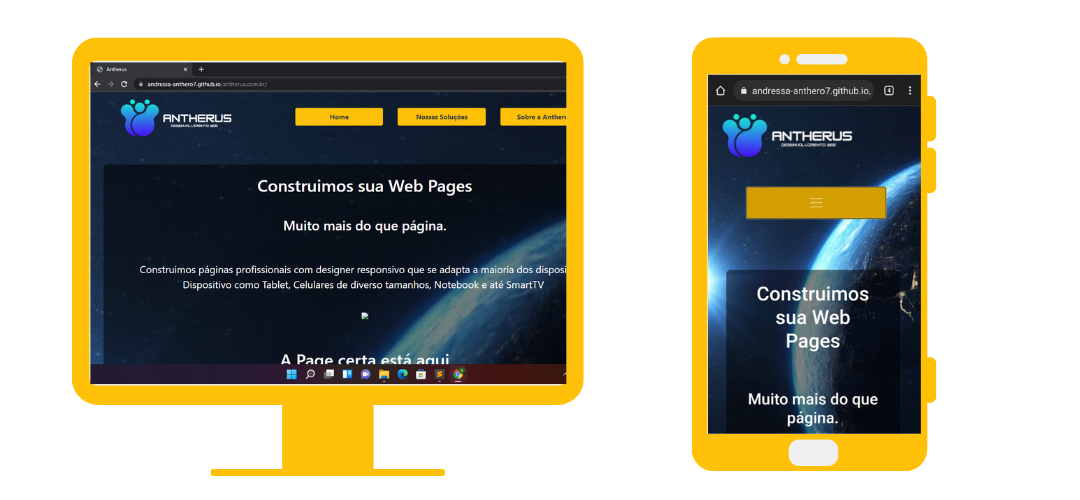 Antherus
andressa-anthero7.github.io/antherus.com.br/
ANTHERUS
DESENVOLVIMENTO WEB
Home
Nossas Soluções
Sobre a Antheru
Construimos sua Web Pages
Muito mais do que página.
Construimos páginas profissionais com designer responsivo que se adapta a maioria dos disposi
Dispositivo como Tablet, Celulares de diverso tamanhos, Notebook e até SmartTV
A Page certa está aqui
andressa-anthero7.github.io,
4
ANTHERUS
DESENVOLVIMENTO WEB
Construimos
sua Web
Pages
Muito mais do que
página.